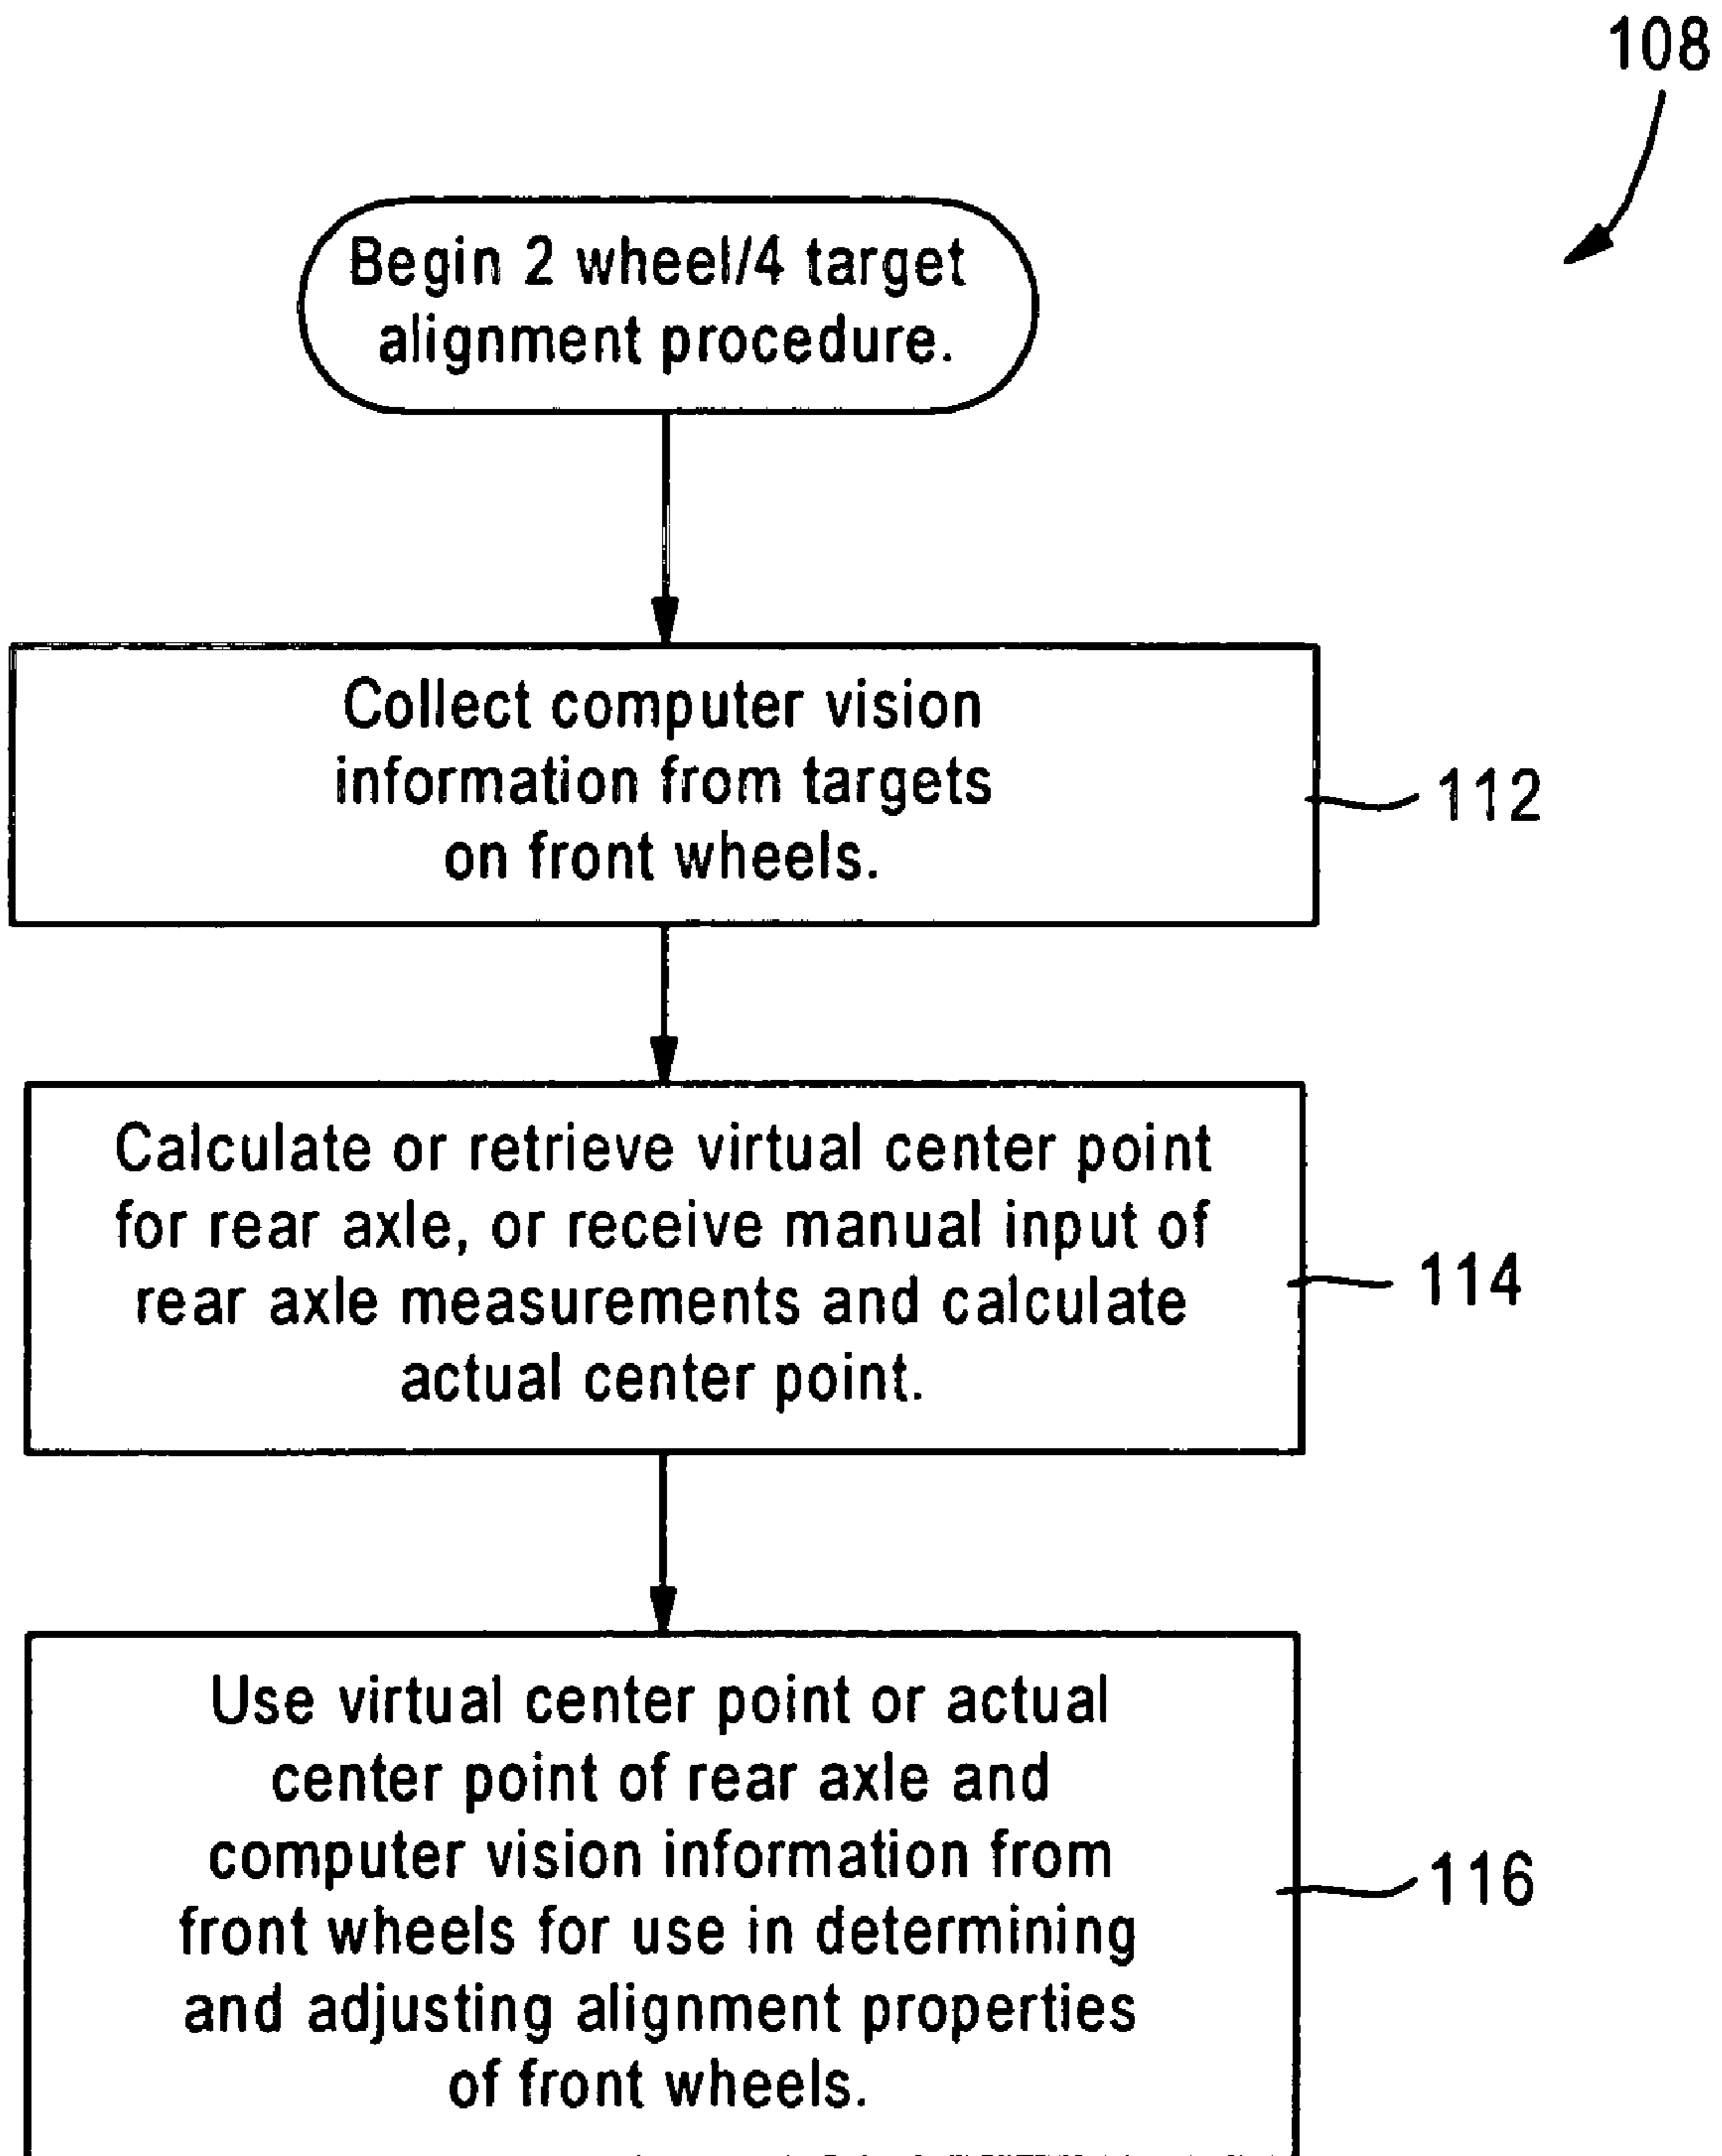 108
Begin 2 wheel/4 target
alignment procedure.
Collect computer vision
information from targets
on front wheels.
112
Calculate or retrieve virtual center point
for rear axle, or receive manual input of
rear axle measurements and calculate
actual center point.
114
Use virtual center point or actual
center point of rear axle and
computer vision information from
front wheels for use in determining
and adjusting alignment properties
of front wheels.
116